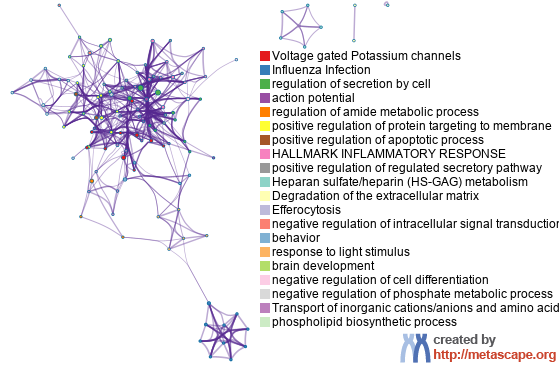 Voltage gated Potassium channels
Influenza Infection
regulation of secretion by cell
action potential
regulation of amide metabolic process
positive regulation of protein targeting to membrane
positive regulation of apoptotic process
HALLMARK INFLAMMATORY RESPONSE
positive regulation of regulated secretory pathway
Heparan sulfate/heparin (HS-GAG) metabolism
Degradation of the extracellular matrix
Efferocytosis
negative regulation of intracellular signal transduction
behavior
response to light stimulus
brain development
negative regulation of cell differentiation
negative regulation of phosphate metabolic process
Transport of inorganic cations/anions and amino acid
phospholipid biosynthetic process
created by
http://metascape.org